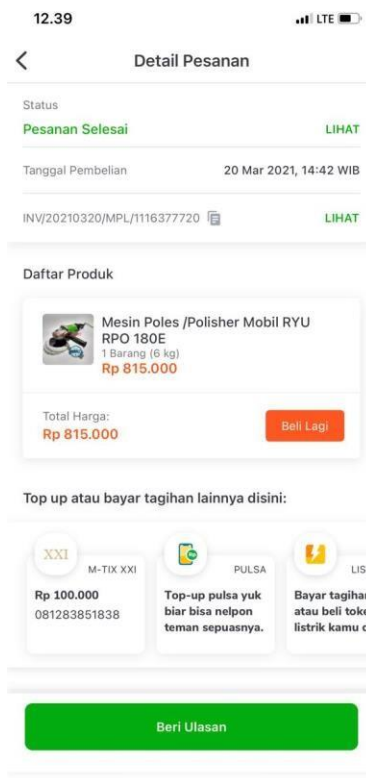 12.39
LTE
Detail Pesanan
Status
Pesanan Selesai
LIHAT
Tanggal Pembelian
20 Mar 2021, 14:42 WIB
INV/20210320/MPL/1116377720
LIHAT
Daftar Produk
Mesin Poles /Polisher Mobil RYU
RPO 180E
1 Barang (6 kg)
Rp 815.000
Total Harga:
Rp 815.000
Beli Lagi
Top up atau bayar tagihan lainnya disini:
XXI
M-TIX XXI
Rp 100.000
081283851838
PULSA
Top-up pulsa yuk
biar bisa nelpon
teman sepuasnya.
LIS
Bayar tagihan
atau beli toke
listrik kamu d
Beri Ulasan